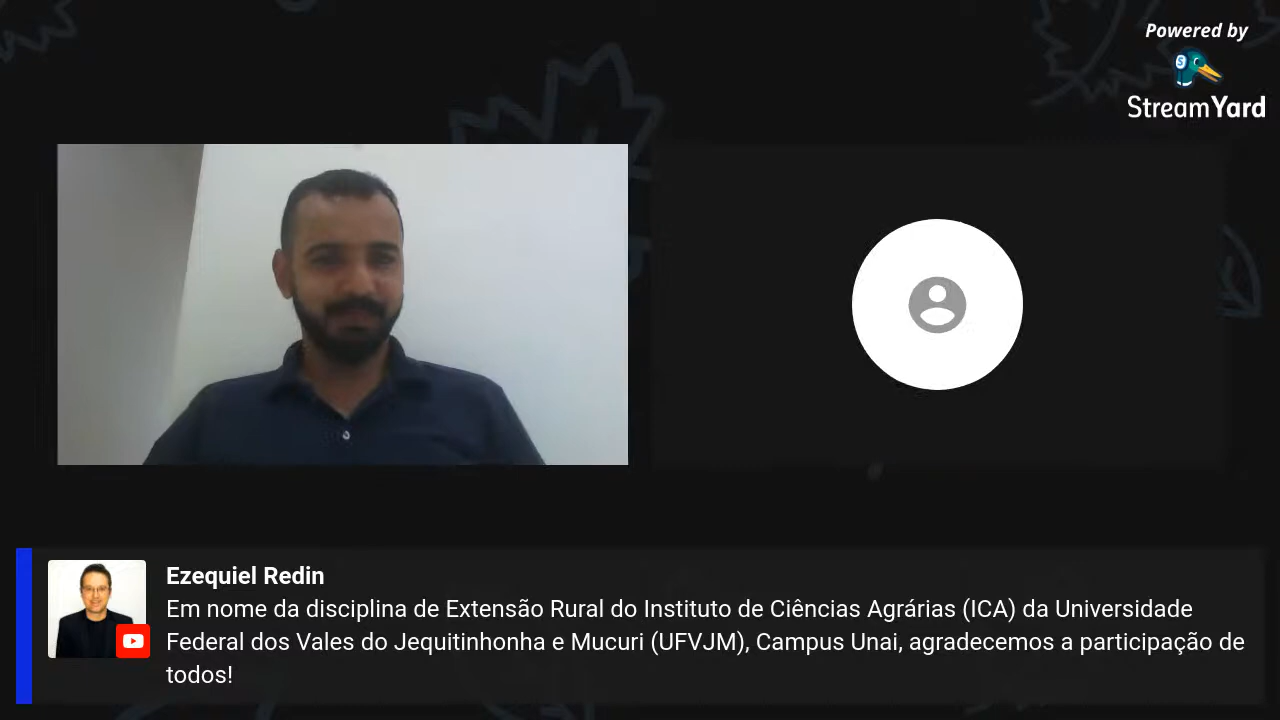 Powered by
StreamYard
Ezequiel Redin
Em nome da disciplina de Extensão Rural do Instituto de Ciências Agrárias (ICA) da Universidade
Federal dos Vales do Jequitinhonha e Mucuri (UFVJM), Campus Unai, agradecemos a participação de
todos!